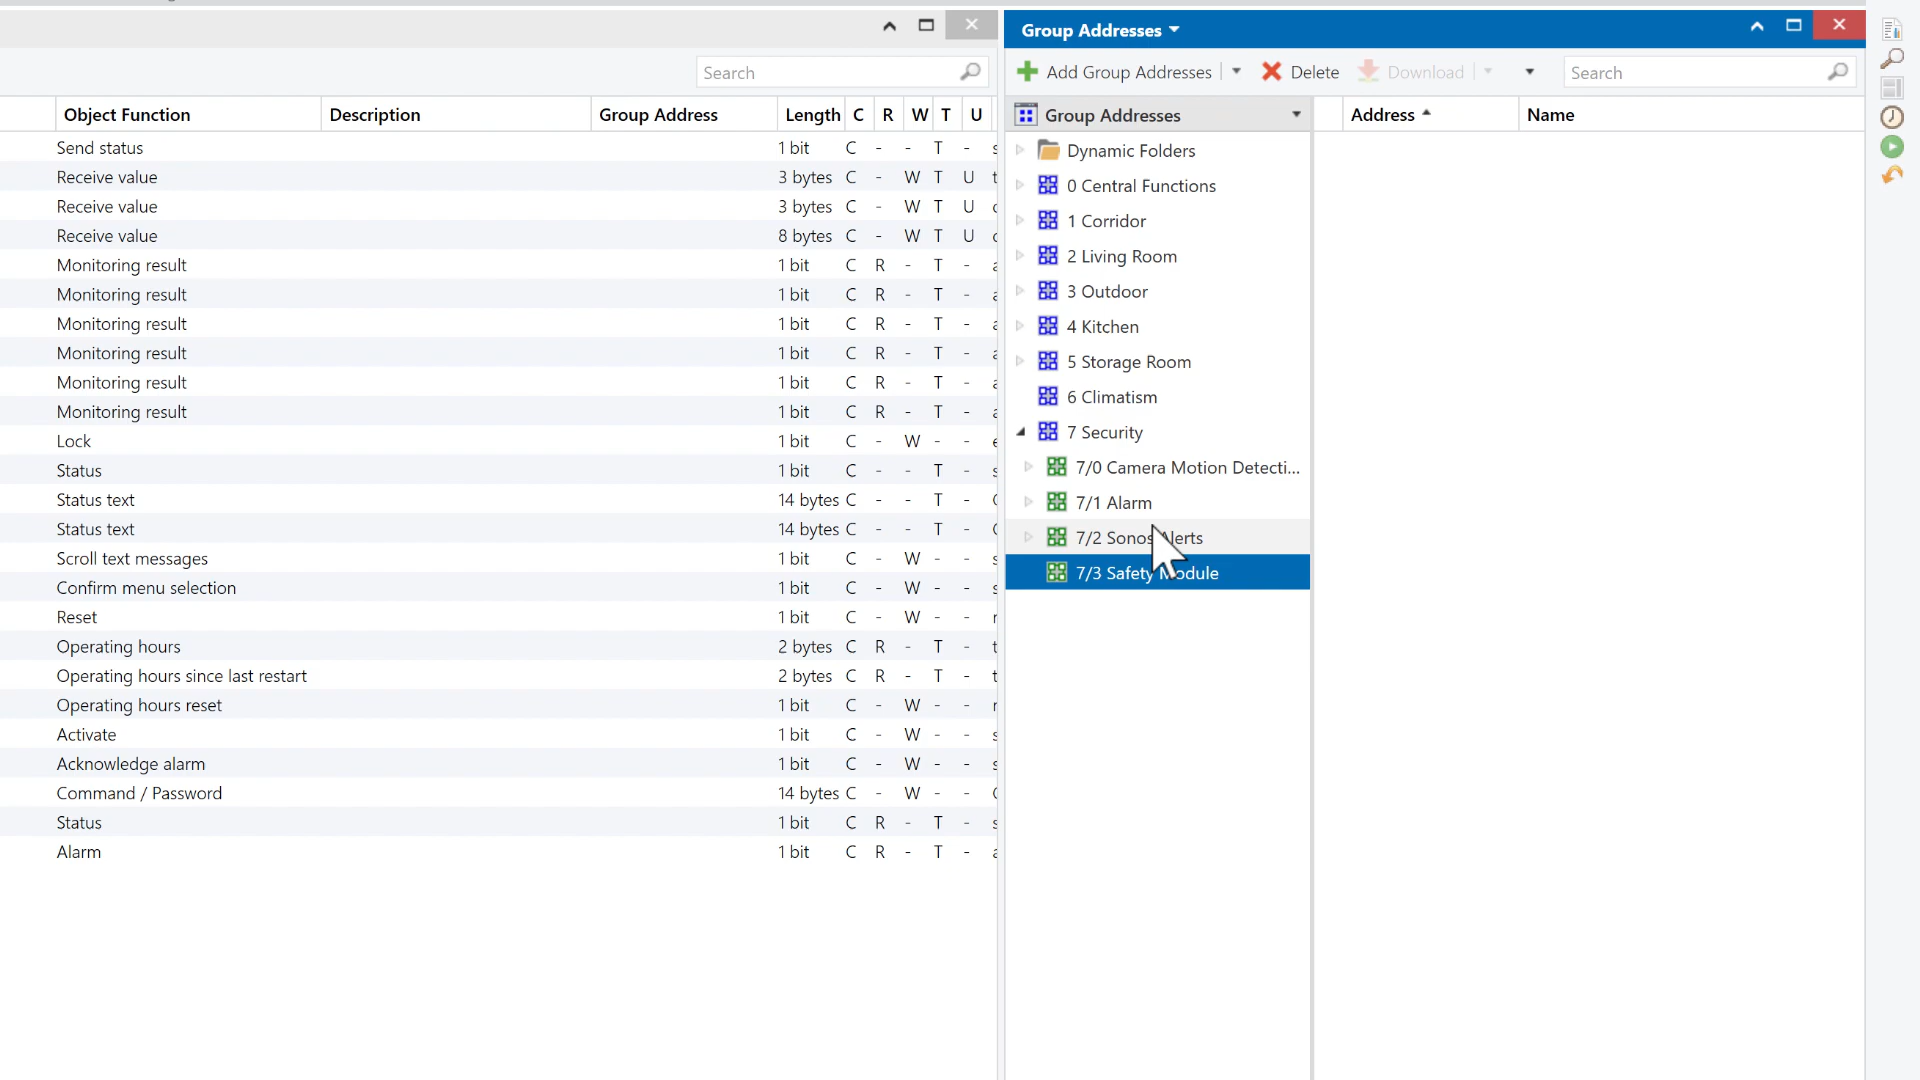 Group Addresses
Search
Add Group Addresses
Delete
Download
Search
Object Function Description Group Address Length C R W T U
Send status 1 bit C - - T -
Receive value 3 bytes C - W T U
Receive value 3 bytes C - W T U
Receive value 8 bytes C - W T U
Monitoring result 1 bit C R - T -
Monitoring result 1 bit C R - T -
Monitoring result 1 bit C R - T -
Monitoring result 1 bit C R - T -
Monitoring result 1 bit C R - T -
Monitoring result 1 bit C R - T -
Lock 1 bit C - W - -
Status 1 bit C - - T -
Status text 14 bytes C - - T -
Status text 14 bytes C - - T -
Scroll text messages 1 bit C - W - -
Confirm menu selection 1 bit C - W - -
Reset 1 bit C - W - -
Operating hours 2 bytes C R - T -
Operating hours since last restart 2 bytes C R - T -
Operating hours reset 1 bit C - W - -
Activate 1 bit C - W - -
Acknowledge alarm 1 bit C - W - -
Command / Password 14 bytes C - W - -
Status 1 bit C R - T -
Alarm 1 bit C R - T -
Group Addresses
Address Name
Dynamic Folders
0 Central Functions
1 Corridor
2 Living Room
3 Outdoor
4 Kitchen
5 Storage Room
6 Climatism
7 Security
7/0 Camera Motion Detecti...
7/1 Alarm
7/2 Sonos Alerts
7/3 Safety Module